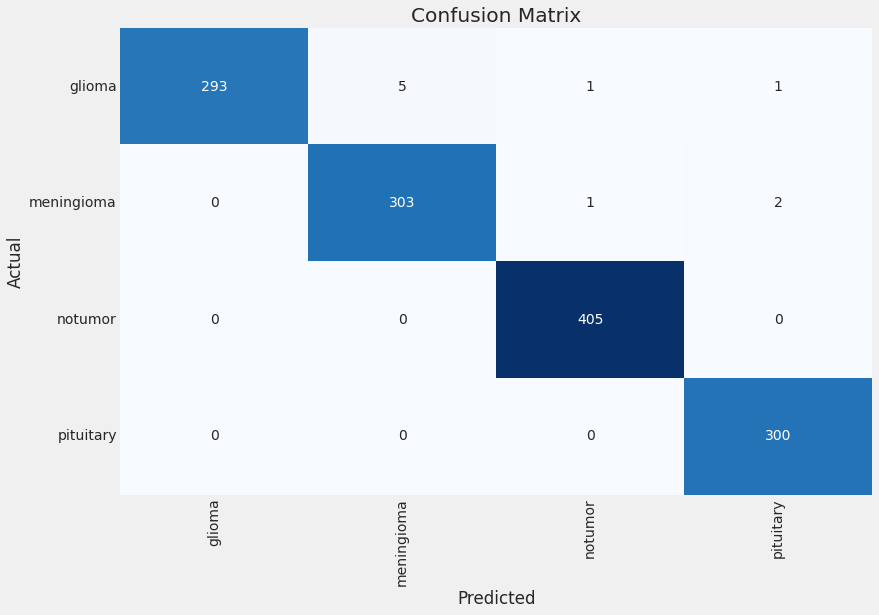 Confusion Matrix
glioma 293 5 1 1
meningioma 0 303 1 2
notumor 0 0 405 0
pituitary 0 0 0 300
Actual
glioma meningioma notumor pituitary
Predicted